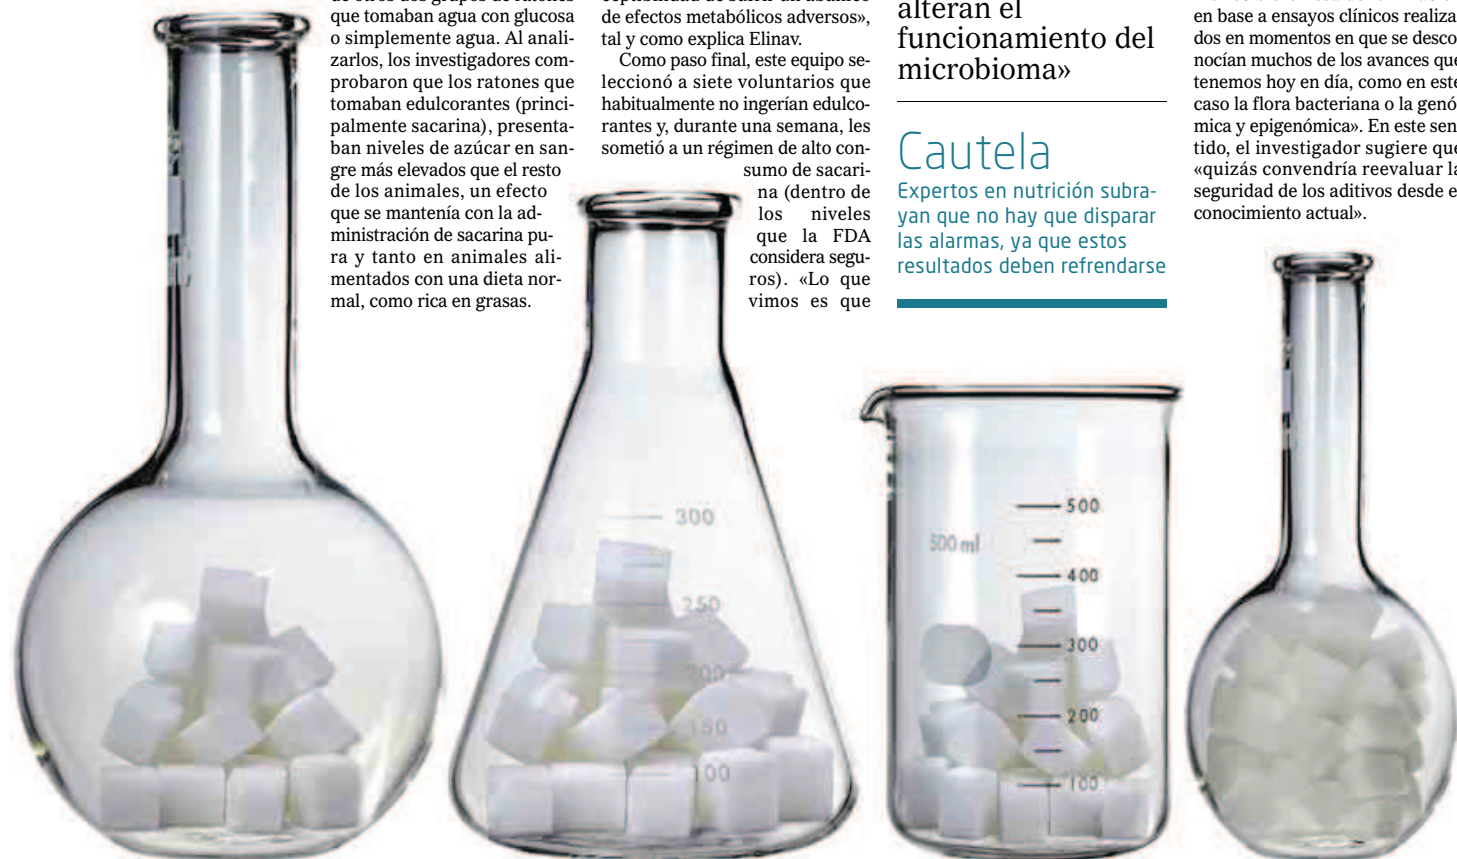 que tomaban agua con glucosa
o simplemente agua. Al anali-
zarlos, los investigadores com-
probaron que los ratones que
tomaban edulcorantes (princi-
palmente sacarina), presenta-
ban niveles de azúcar en san-
gre más elevados que el resto
de los animales, un efecto
que se mantenía con la ad-
ministración de sacarina pu-
ra y tanto en animales ali-
mentados con una dieta nor-
mal, como rica en grasas.
de efectos metabólicos adversos»,
tal y como explica Elinav.
Como paso final, este equipo se-
leccionó a siete voluntarios que
habitualmente no ingerían edulco-
rantes y, durante una semana, les
sometió a un régimen de alto con-
sumo de sacari-
na (dentro de
los niveles
que la FDA
considera segu-
ros). «Lo que
vimos es que
alteran el
funcionamiento del
microbioma»
Cautela
Expertos en nutrición subra-
yan que no hay que disparar
las alarmas, ya que estos
resultados deben refrendarse
en base a ensayos clínicos realiza
dos en momentos en que se desco
nocían muchos de los avances que
tenemos hoy en día, como en este
caso la flora bacteriana o la genó
mica y epigenómica». En este sen
tido, el investigador sugiere que
«quizás convendría reevaluar la
seguridad de los aditivos desde e
conocimiento actual».
300
250
200
150
100
500 ml
500
400
300
200
100